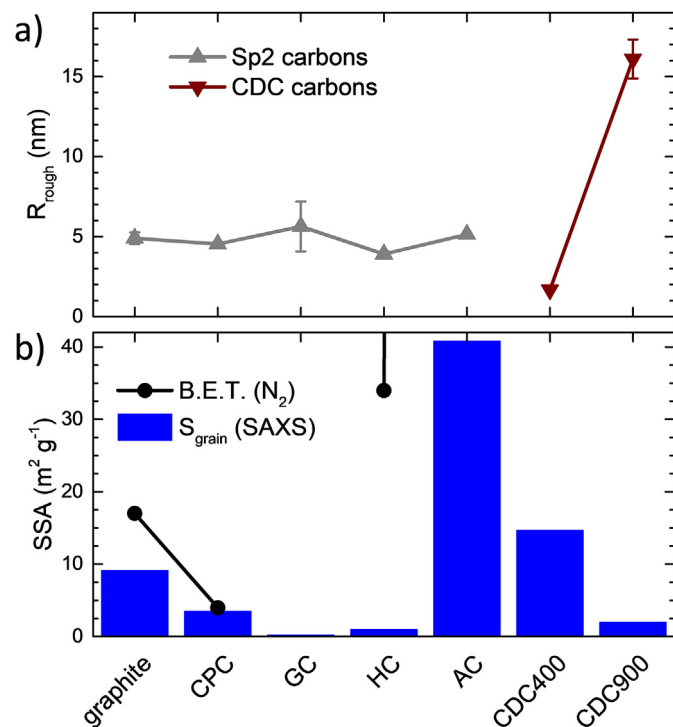 a)
Sp2 carbons
CDC carbons
15
10
5
0
R_rough (nm)
b)
B.E.T. (N₂)
S_grain (SAXS)
40
30
20
10
0
SSA (m² g⁻¹)
graphite
CPC
GC
HC
AC
CDC400
CDC900